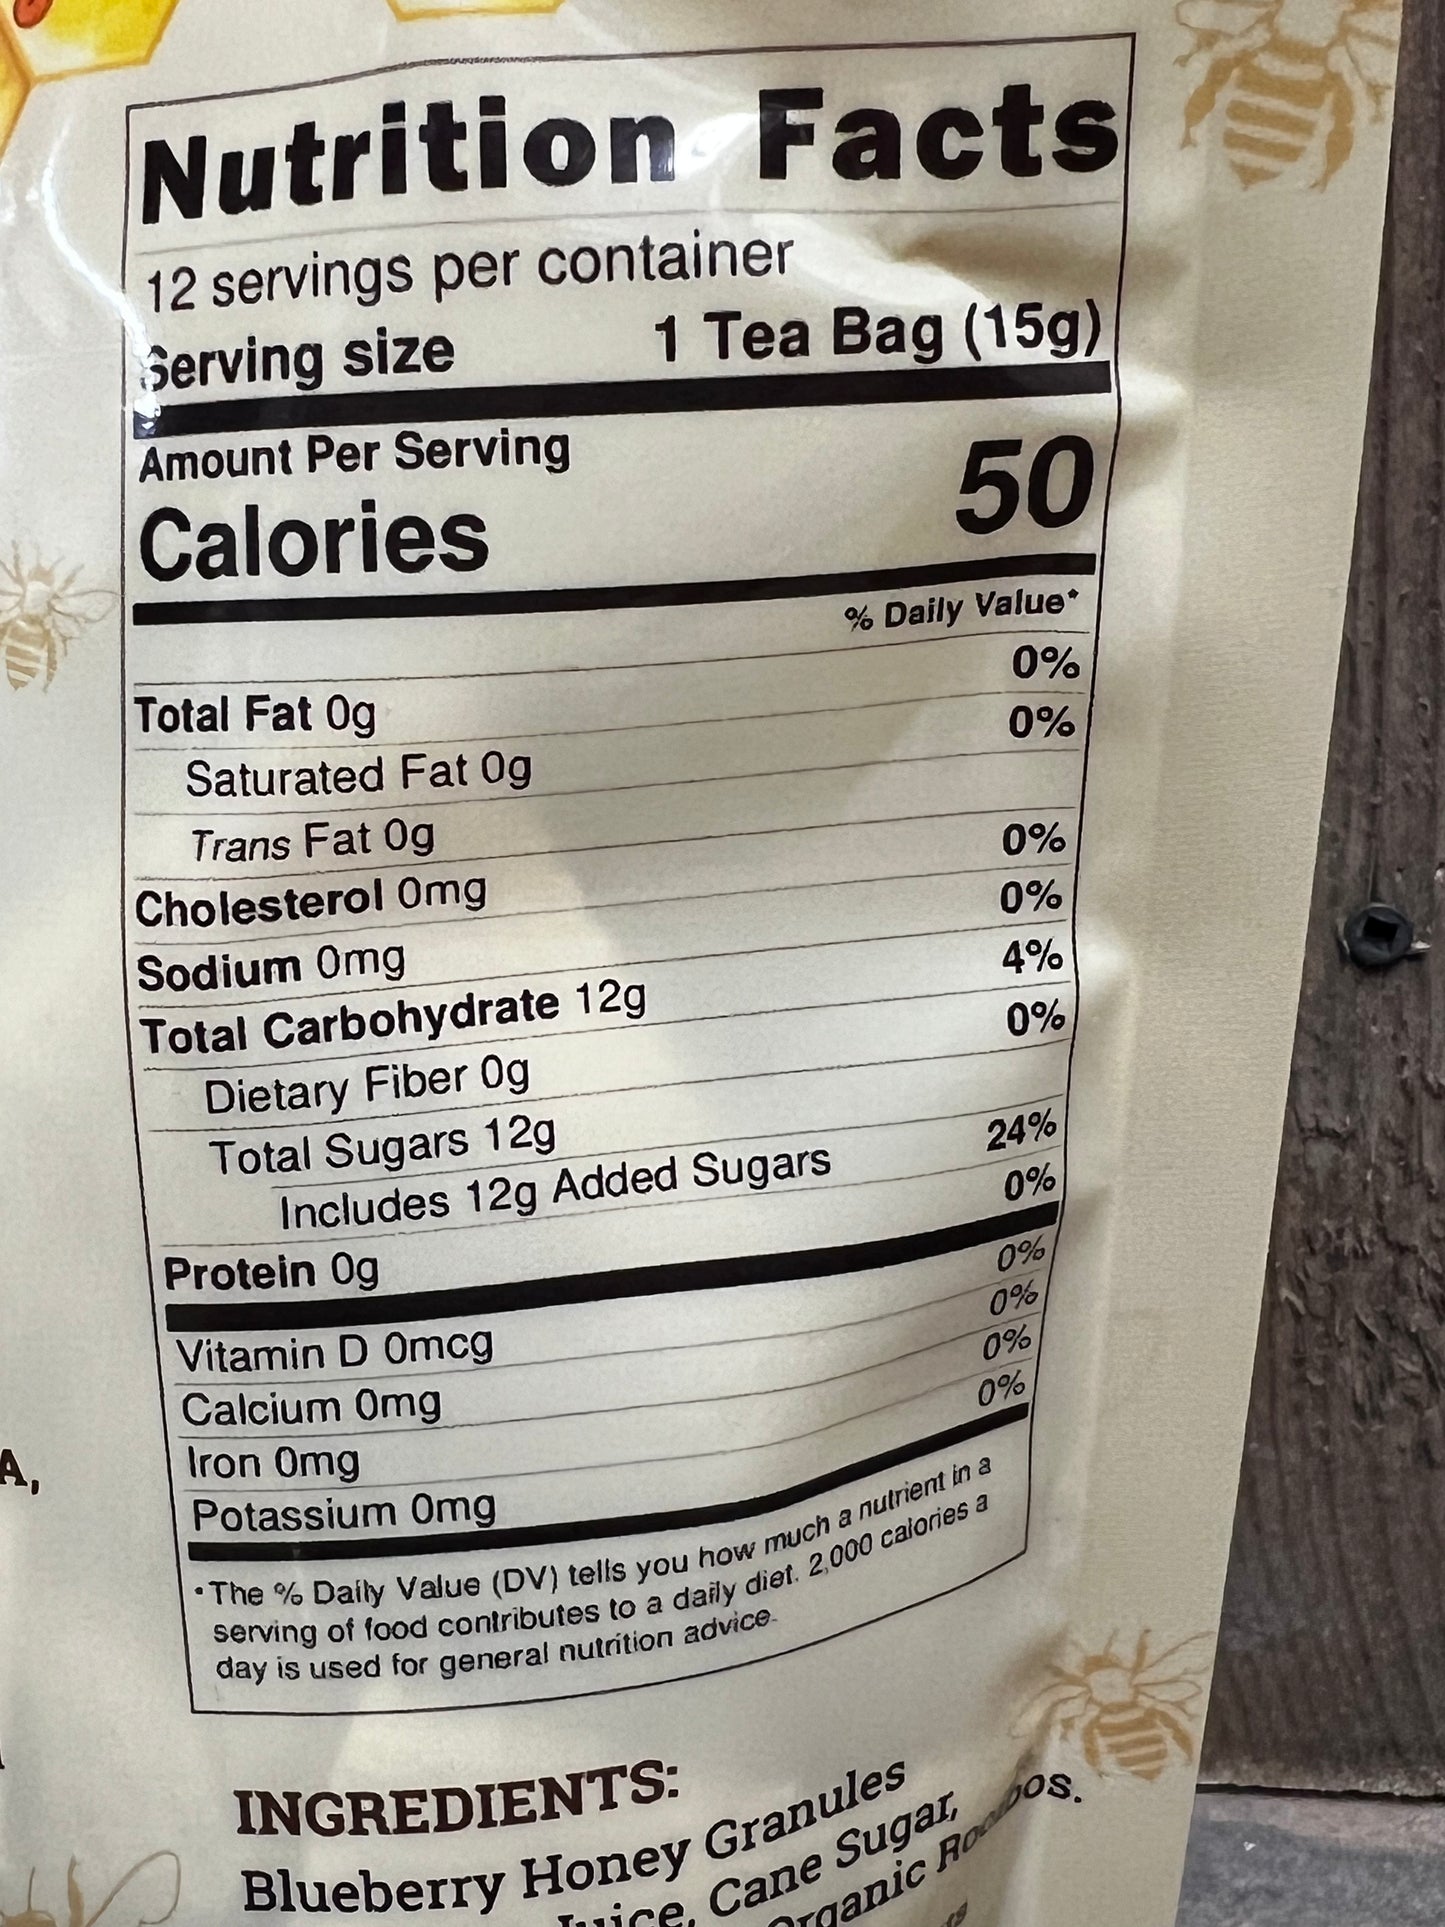 Nutrition Facts
12 servings per container
Serving size 1 Tea Bag (15g)
Amount Per Serving
Calories 50
% Daily Value*
Total Fat 0g 0%
Saturated Fat 0g 0%
Trans Fat 0g
Cholesterol 0mg 0%
Sodium 0mg 0%
Total Carbohydrate 12g 4%
Dietary Fiber 0g 0%
Total Sugars 12g
Includes 12g Added Sugars 24%
Protein 0g 0%
Vitamin D 0mcg 0%
Calcium 0mg 0%
Iron 0mg 0%
Potassium 0mg 0%
*The % Daily Value (DV) tells you how much a nutrient in a
serving of food contributes to a daily diet. 2,000 calories a
day is used for general nutrition advice.
A,
INGREDIENTS:
Blueberry Honey Granules
Cane Sugar,
Organic